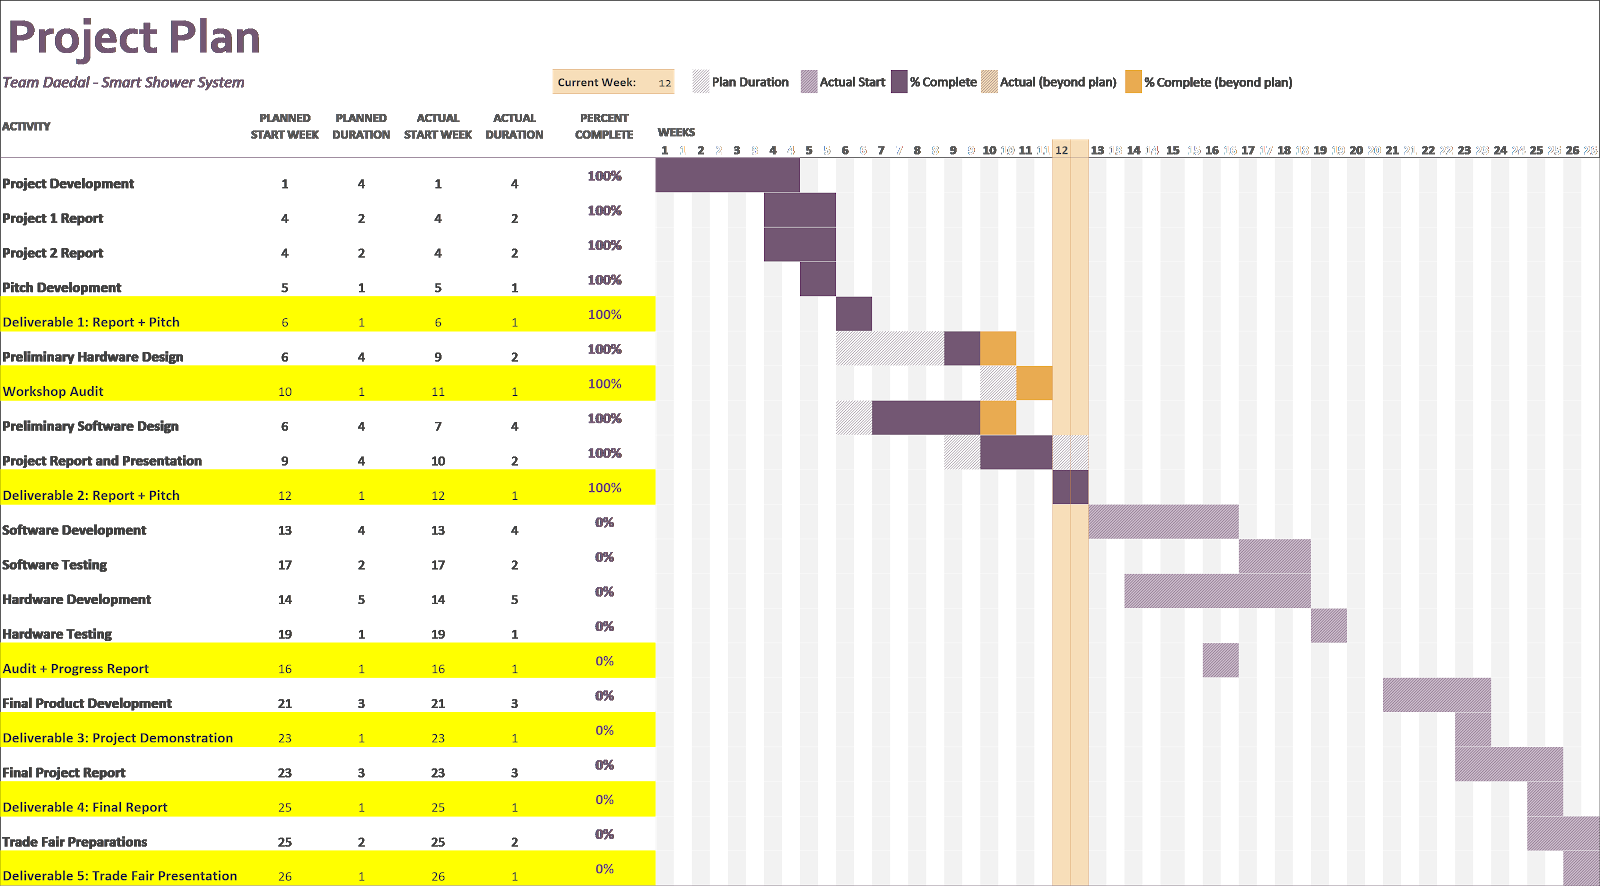 Project Plan
Team Daedal - Smart Shower System
Current Week: 12 Plan Duration Actual Start % Complete Actual (beyond plan) % Complete (beyond plan)
ACTIVITY PLANNED START WEEK PLANNED DURATION ACTUAL START WEEK ACTUAL DURATION PERCENT COMPLETE WEEKS
1 1 2 2 3 3 4 4 5 5 6 6 7 7 8 8 9 9 10 10 11 11 12 13 13 14 14 15 15 16 16 17 17 18 18 19 19 20 20 21 21 22 22 23 23 24 24 25 25 26 26
Project Development 1 4 1 4 100%
Project 1 Report 4 2 4 2 100%
Project 2 Report 4 2 4 2 100%
Pitch Development 5 1 5 1 100%
Deliverable 1: Report + Pitch 6 1 6 1 100%
Preliminary Hardware Design 6 4 9 2 100%
Workshop Audit 10 1 11 1 100%
Preliminary Software Design 6 4 7 4 100%
Project Report and Presentation 9 4 10 2 100%
Deliverable 2: Report + Pitch 12 1 12 1 100%
Software Development 13 4 13 4 0%
Software Testing 17 2 17 2 0%
Hardware Development 14 5 14 5 0%
Hardware Testing 19 1 19 1 0%
Audit + Progress Report 16 1 16 1 0%
Final Product Development 21 3 21 3 0%
Deliverable 3: Project Demonstration 23 1 23 1 0%
Final Project Report 23 3 23 3 0%
Deliverable 4: Final Report 25 1 25 1 0%
Trade Fair Preparations 25 2 25 2 0%
Deliverable 5: Trade Fair Presentation 26 1 26 1 0%